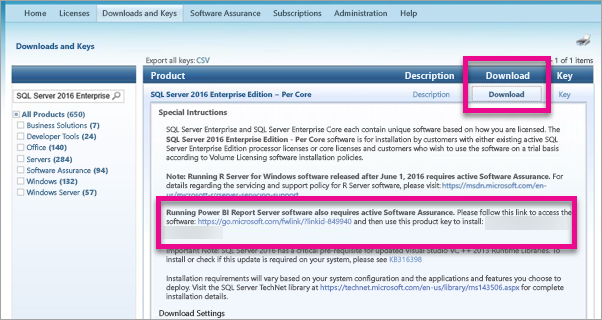 Home Licenses Downloads and Keys Software Assurance Subscriptions Administration Help
Downloads and Keys
Export all keys: CSV
1 of 1 items
Product Description Download Key
SQL Server 2016 Enterprise
SQL Server 2016 Enterprise Edition – Per Core Description Download Key
All Products (650)
Business Solutions (7)
Developer Tools (24)
Office (140)
Servers (284)
Software Assurance (94)
Windows (132)
Windows Server (57)
Special Intructions
SQL Server Enterprise and SQL Server Enterprise Core each contain unique software based on how you are licensed. The
SQL Server 2016 Enterprise Edition - Per Core software is for installation by customers with either existing active SQL
Server Enterprise Edition processor licenses or core licenses and customers who wish to use the software on a trial basis
according to Volume Licensing software installation policies.
Note: Running R Server for Windows software released after June 1, 2016 requires active Software Assurance. For
details regarding the servicing and support policy for R Server software, please visit: https://msdn.microsoft.com/en-
Running Power BI Report Server software also requires active Software Assurance. Please follow this link to access the
software: https://go.microsoft.com/fwlink/?linkid=849940 and then use this product key to install:
Important Note: SQL Server 2016 has a critical pre-requisite for updated Visual Studio VC++ 2013 Runtime Libraries. To
install or check if this update is required on your system, please see KB316398
Installation requirements will vary based on your system configuration and the applications and features you choose to
deploy. Visit the SQL Server TechNet library at https://technet.microsoft.com/en-us/library/ms143506.aspx for complete
installation details.
Download Settings